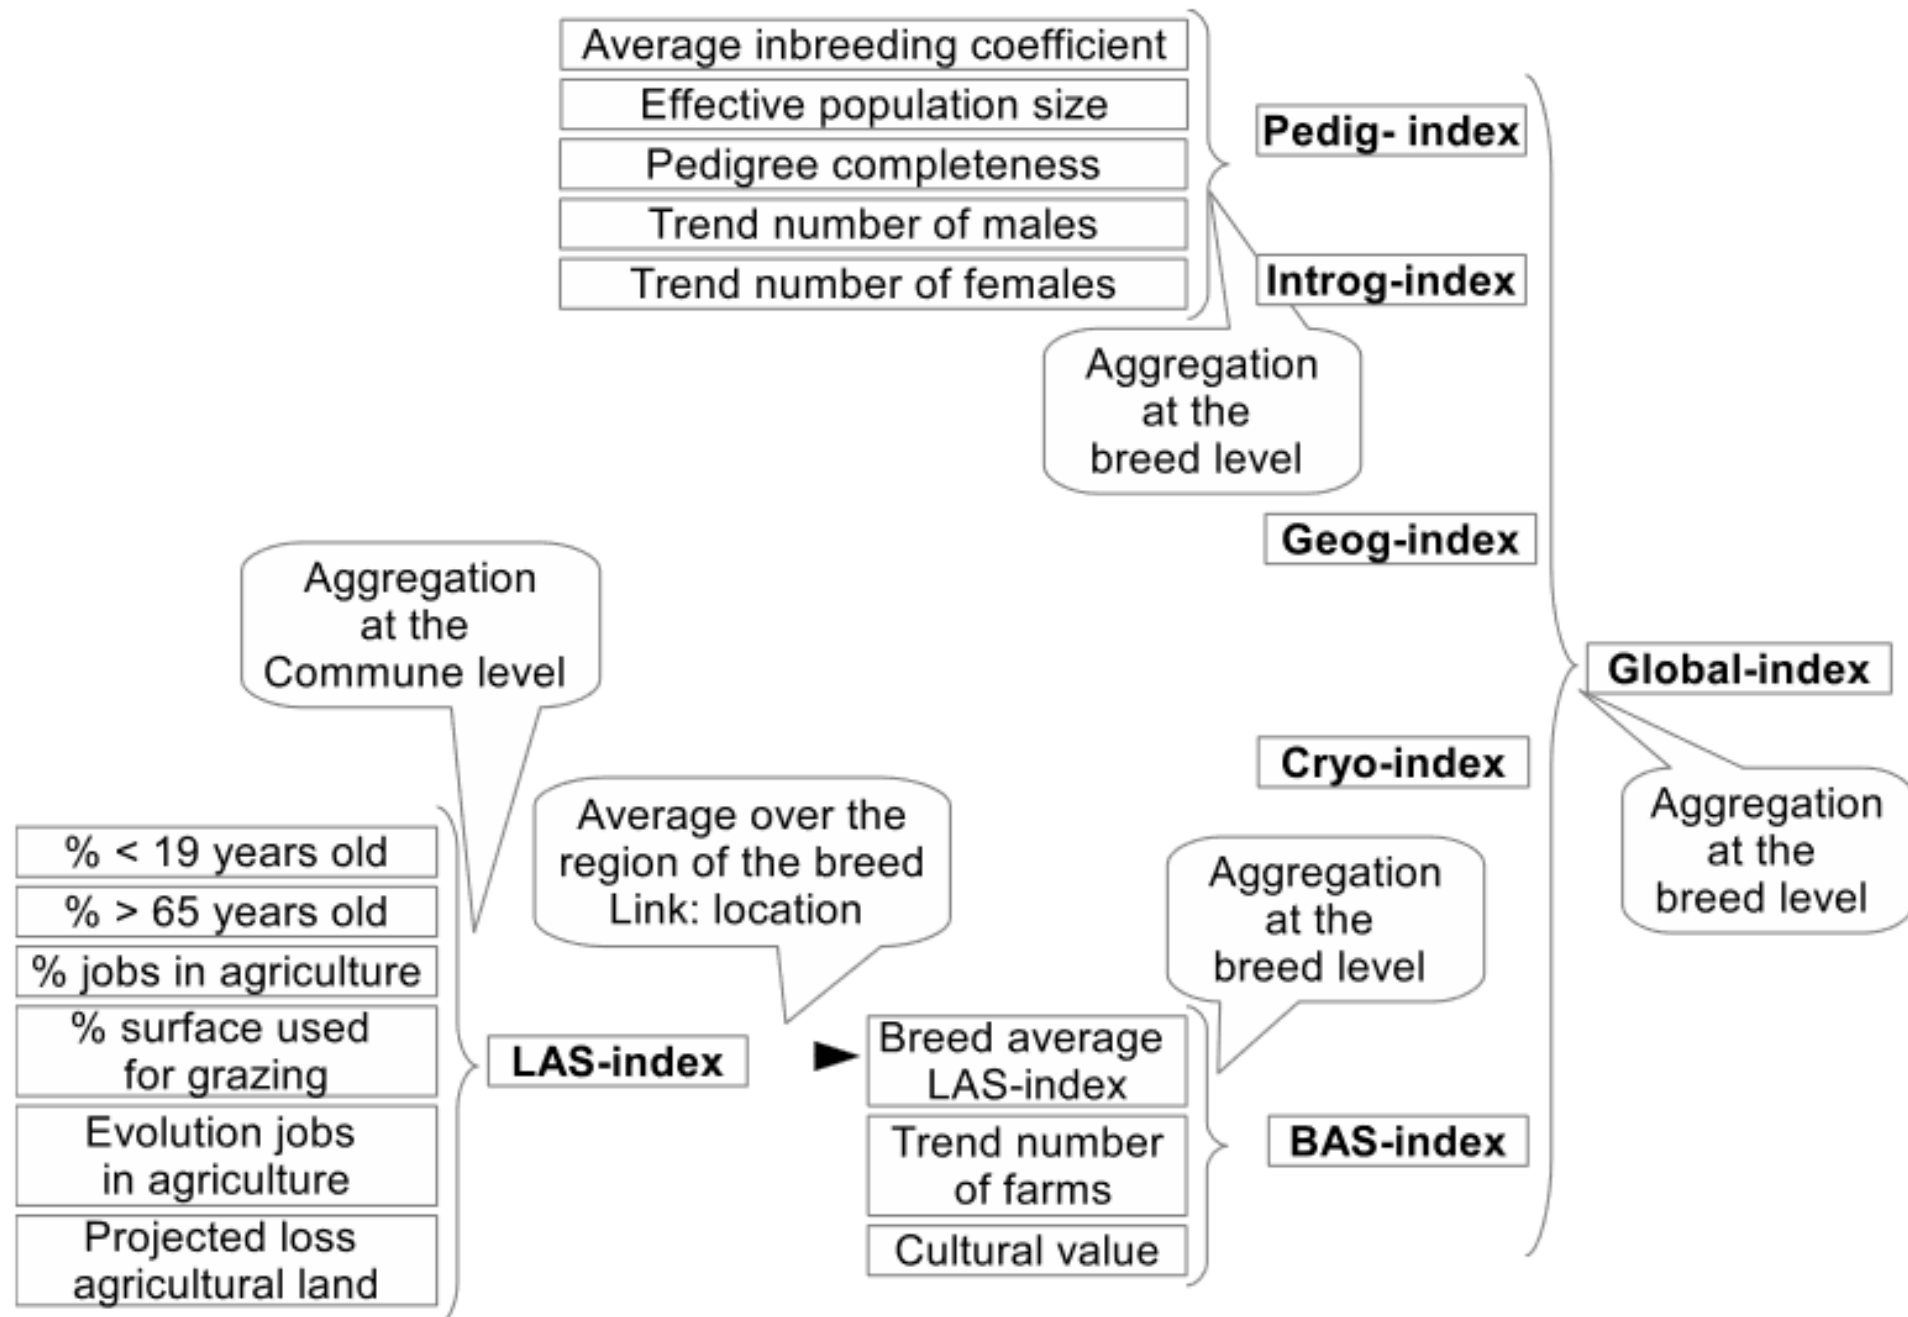 Average inbreeding coefficient
Effective population size
Pedigree completeness
Trend number of males
Trend number of females
Pedig- index
Introg-index
Aggregation
at the
breed level
Geog-index
Cryo-index
Global-index
Aggregation
at the
breed level
Aggregation
at the
Commune level
% < 19 years old
% > 65 years old
% jobs in agriculture
% surface used
for grazing
Evolution jobs
in agriculture
Projected loss
agricultural land
LAS-index
Average over the
region of the breed
Link: location
Breed average
LAS-index
Trend number
of farms
Cultural value
Aggregation
at the
breed level
BAS-index